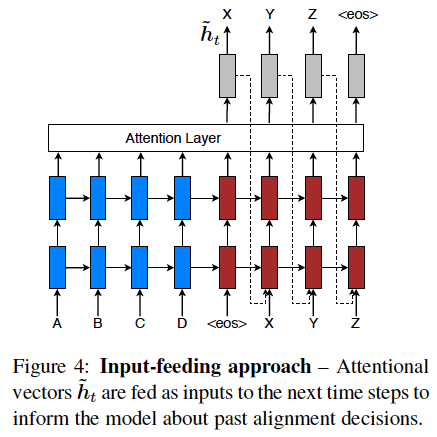 X Y Z <eos>
h̃t
Attention Layer
A B C D <eos> X Y Z
Figure 4: Input-feeding approach – Attentional
vectors h̃t are fed as inputs to the next time steps to
inform the model about past alignment decisions.